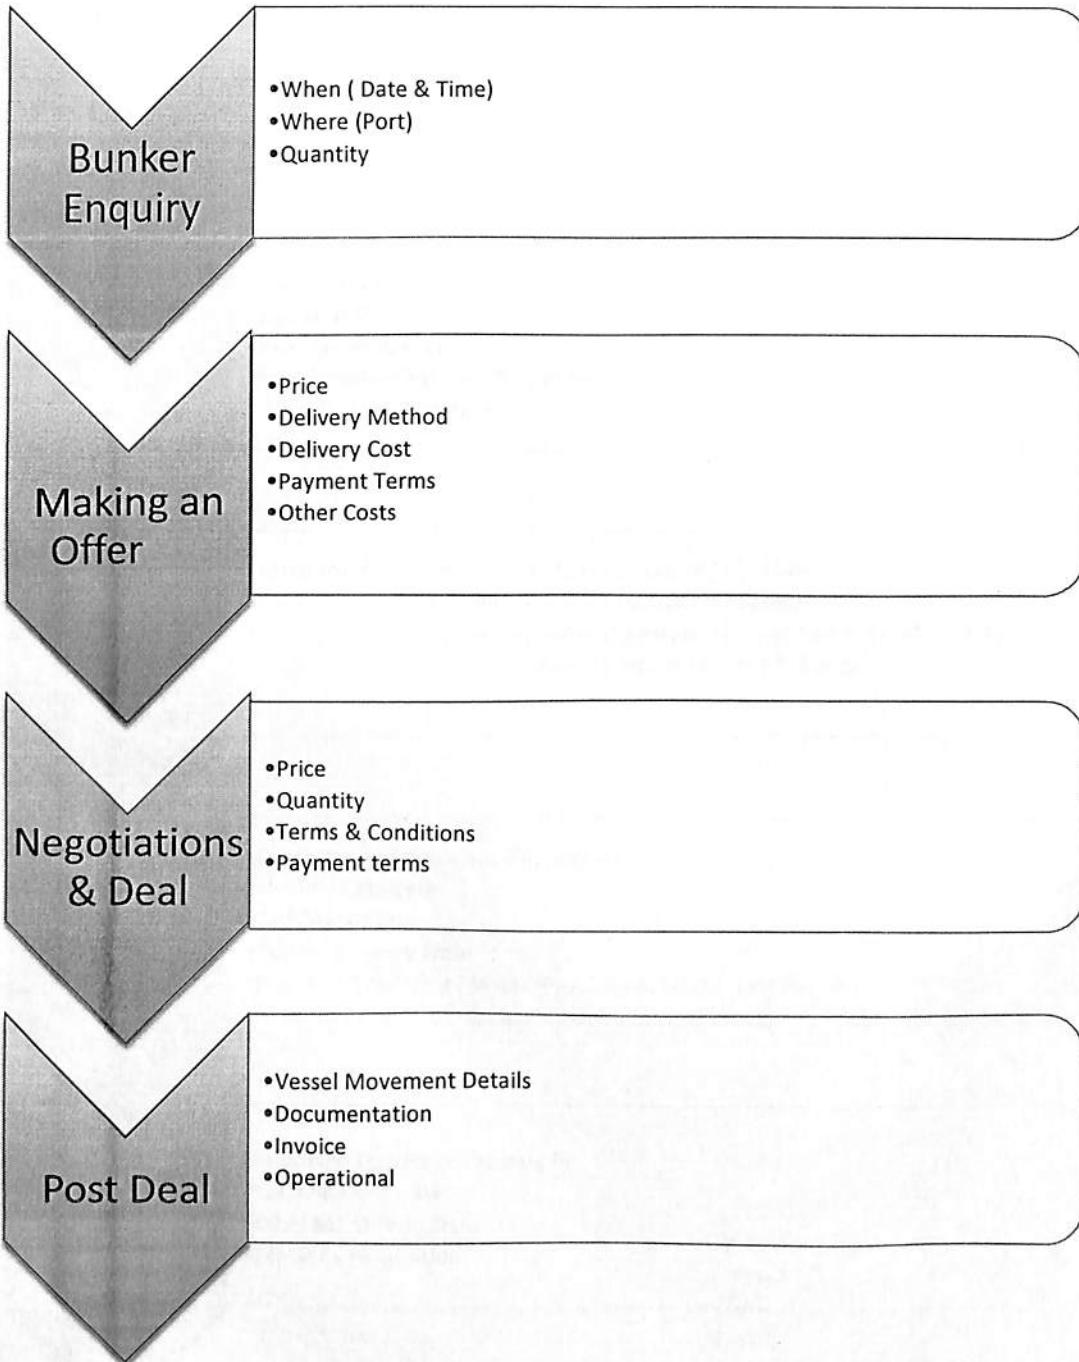 Bunker
Enquiry
•When ( Date & Time)
•Where (Port)
•Quantity
Making an
Offer
•Price
•Delivery Method
•Delivery Cost
•Payment Terms
•Other Costs
Negotiations
& Deal
•Price
•Quantity
•Terms & Conditions
•Payment terms
Post Deal
•Vessel Movement Details
•Documentation
•Invoice
•Operational